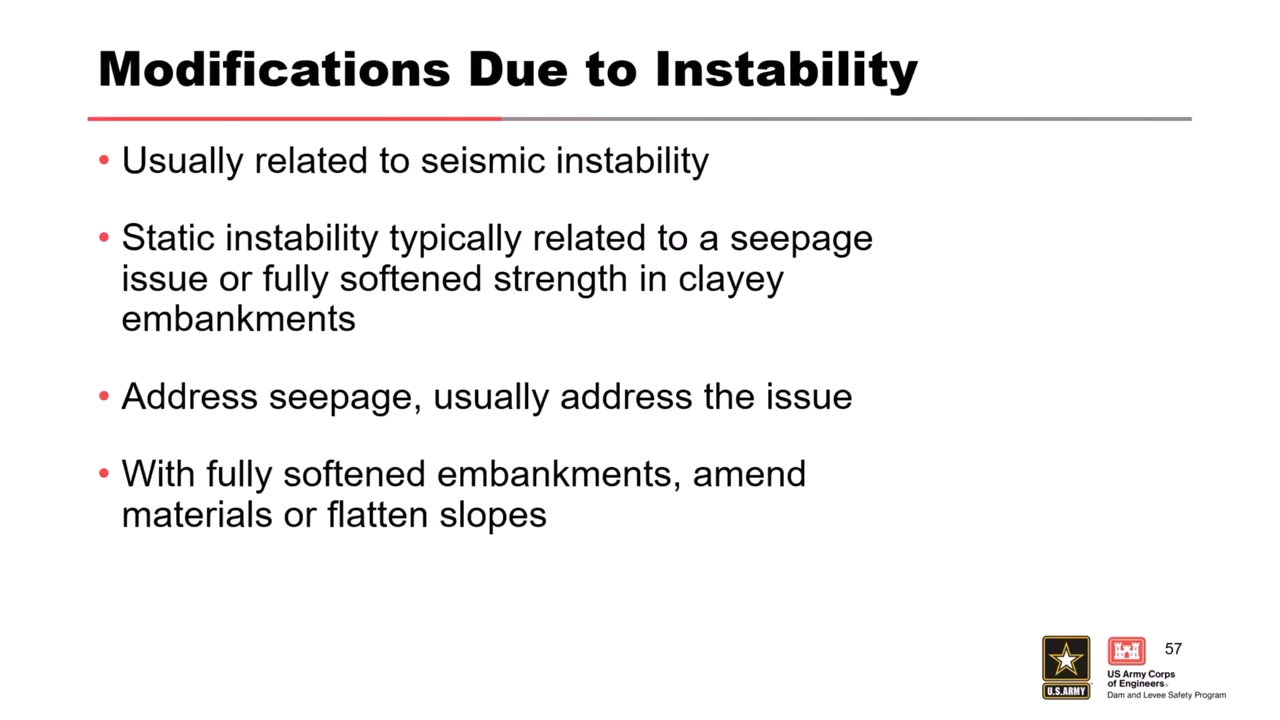 Modifications Due to Instability
• Usually related to seismic instability
• Static instability typically related to a seepage
issue or fully softened strength in clayey
embankments
• Address seepage, usually address the issue
• With fully softened embankments, amend
materials or flatten slopes
57
U.S.ARMY
US Army Corps
of Engineers®
Dam and Levee Safety Program